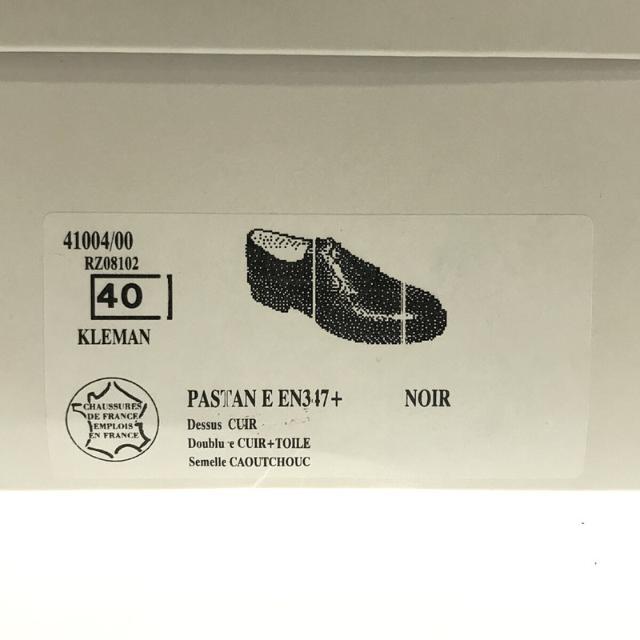 41004/00
RZ08102
40
KLEMAN
CHAUSSURES
DE FRANCE
EMPLOIS
EN FRANCE
PASTAN E EN347+ NOIR
Dessus CUIR
Doublu e CUIR+TOILE
Semelle CAOUTCHOUC